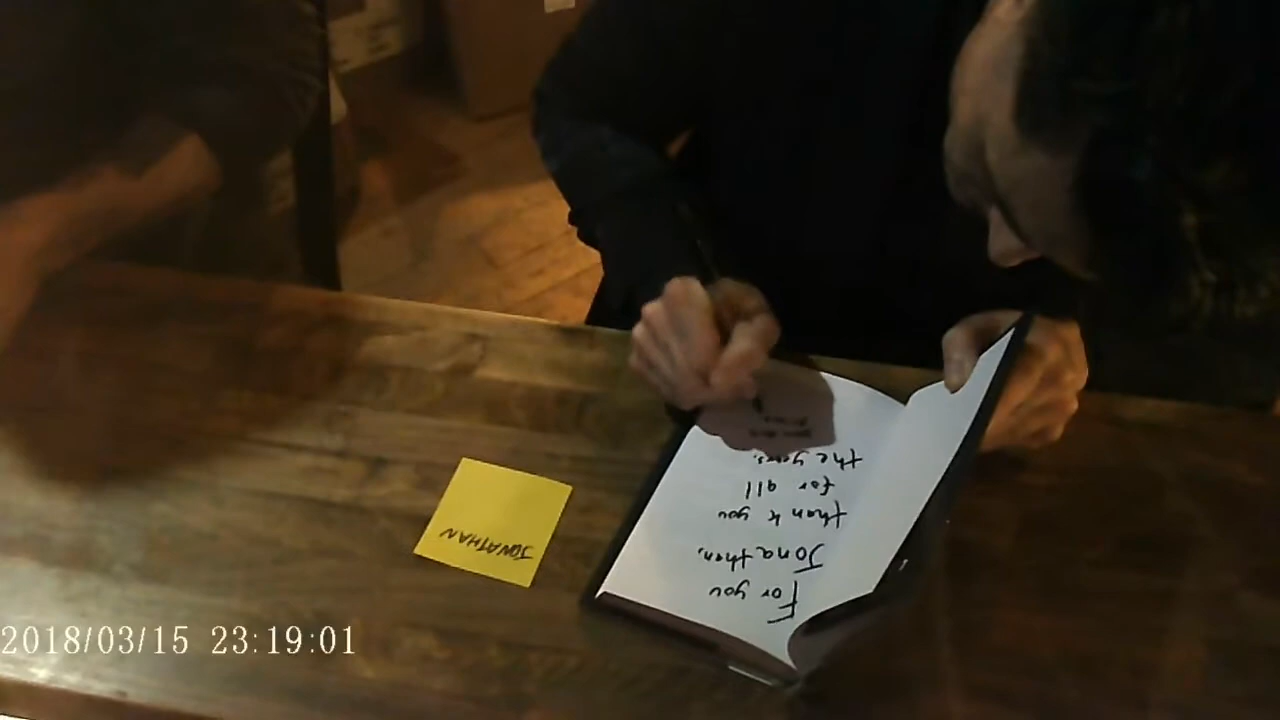 For you
Jonathan,
thank you
for all
the years.
JONATHAN
2018/03/15 23:19:01